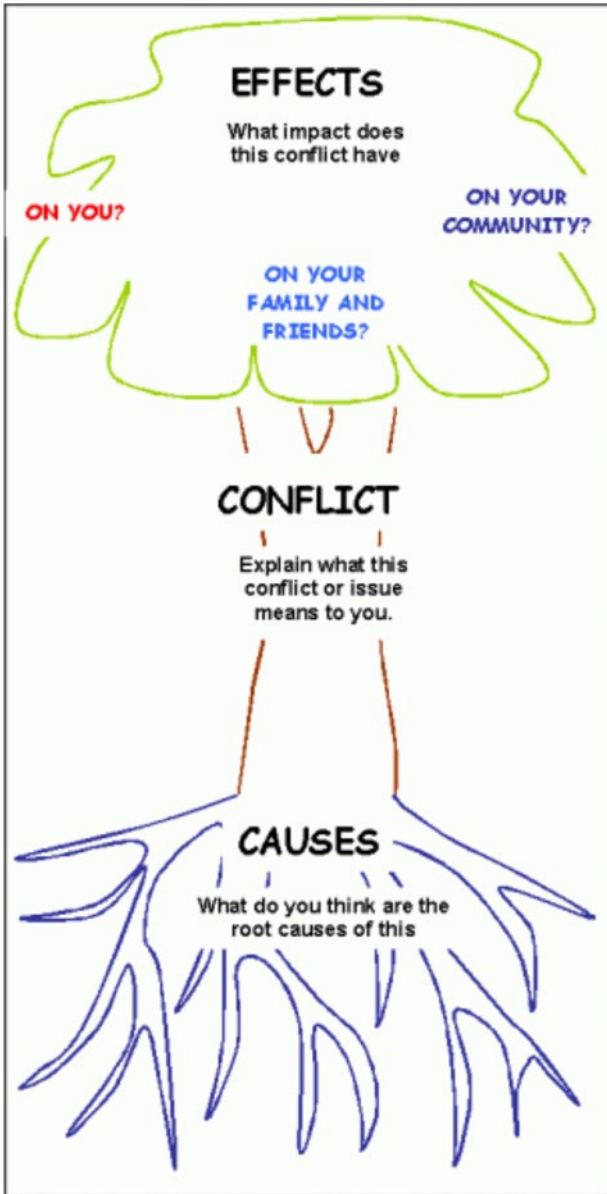 EFFECTS
What impact does
this conflict have
ON YOU?
ON YOUR
COMMUNITY?
ON YOUR
FAMILY AND
FRIENDS?
CONFLICT
Explain what this
conflict or issue
means to you.
CAUSES
What do you think are the
root causes of this